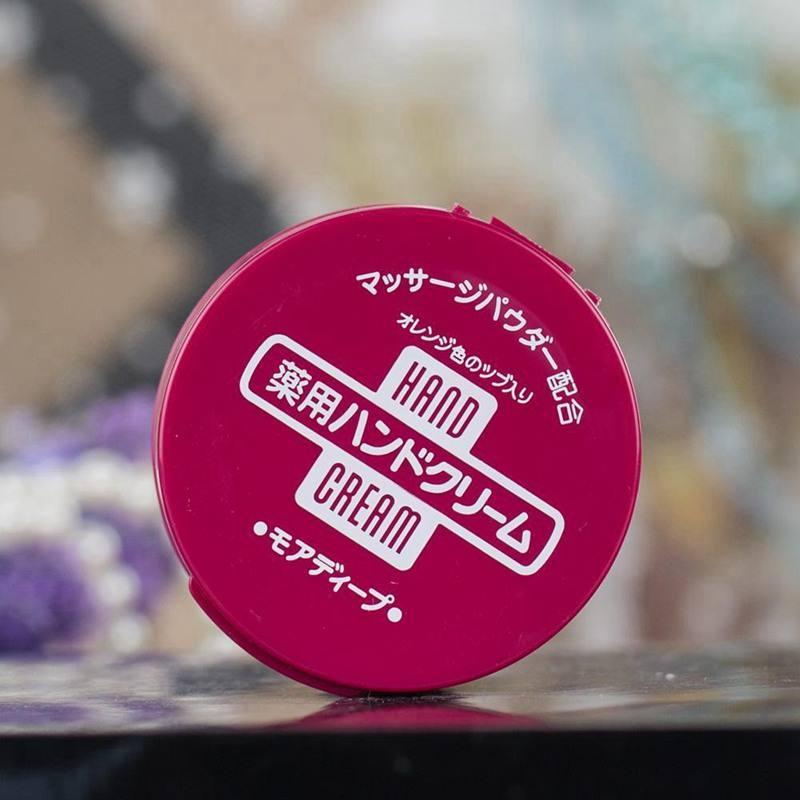 マッサージパウダー配合
オレンジ色のツブ入り
HAND
薬用ハンドクリーム
CREAM
•モアディープ•